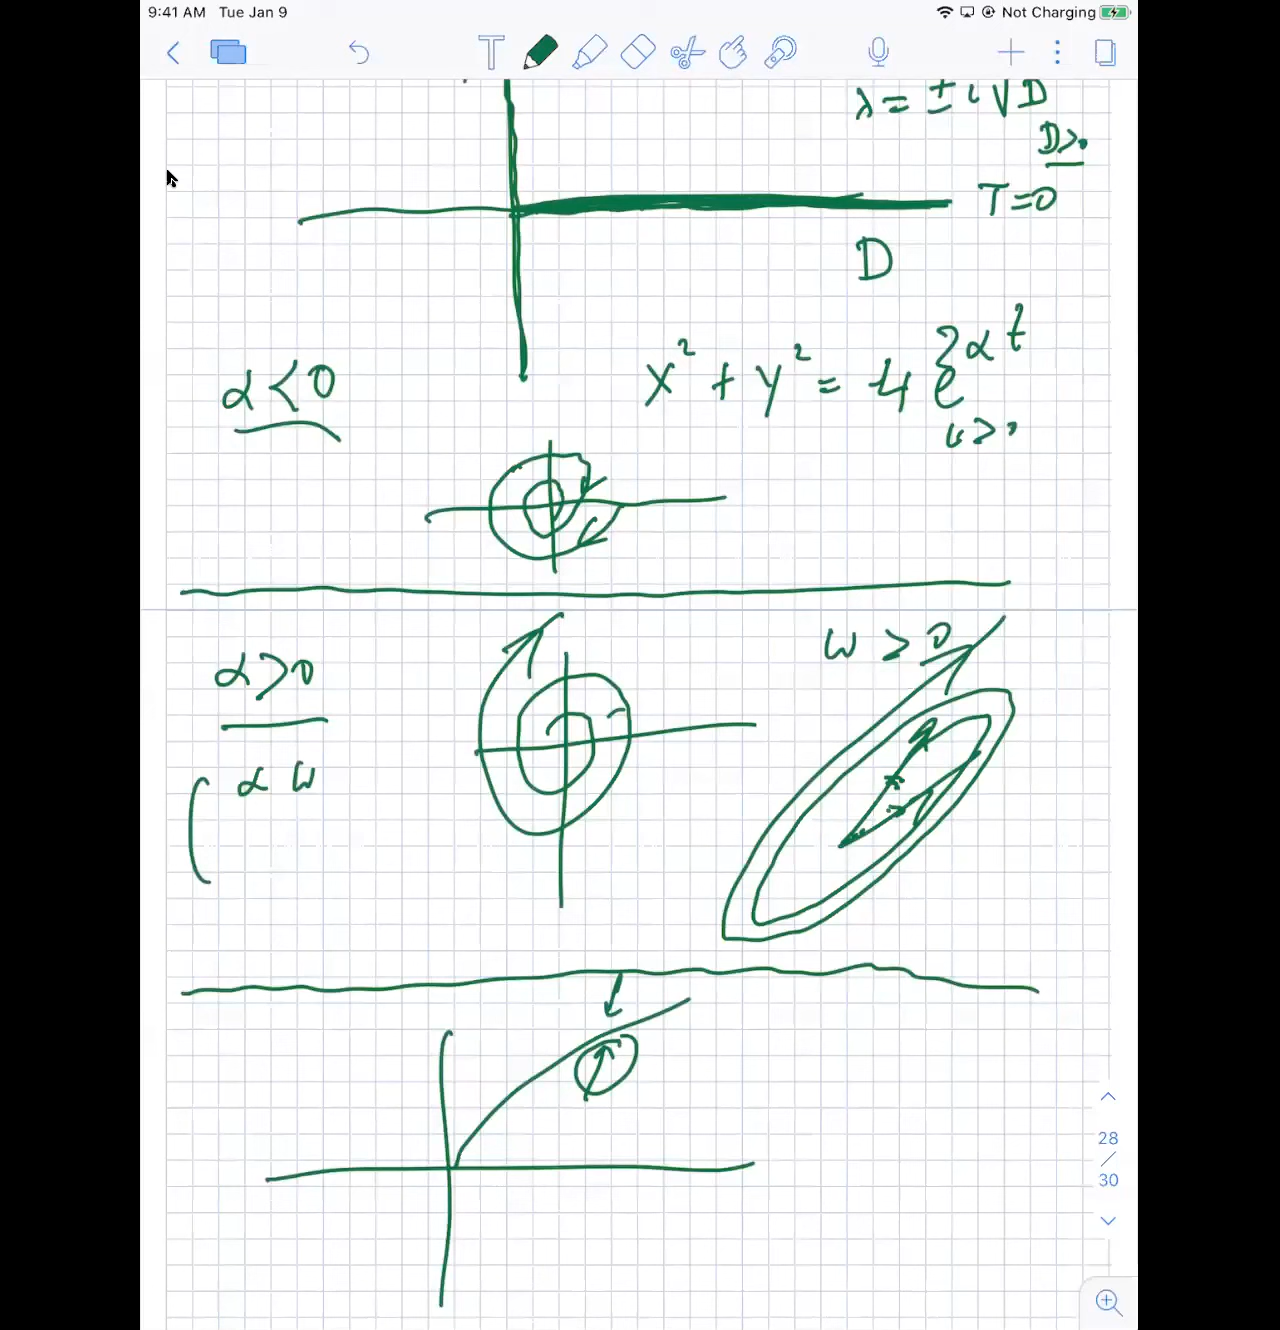 9:41 AM Tue Jan 9
Not Charging
T
λ = ± i √D
D>0
T=0
D
α<0
x² + y² = 4 e^{2αt}
α>0
ω > 0
( α ω
28
/
30